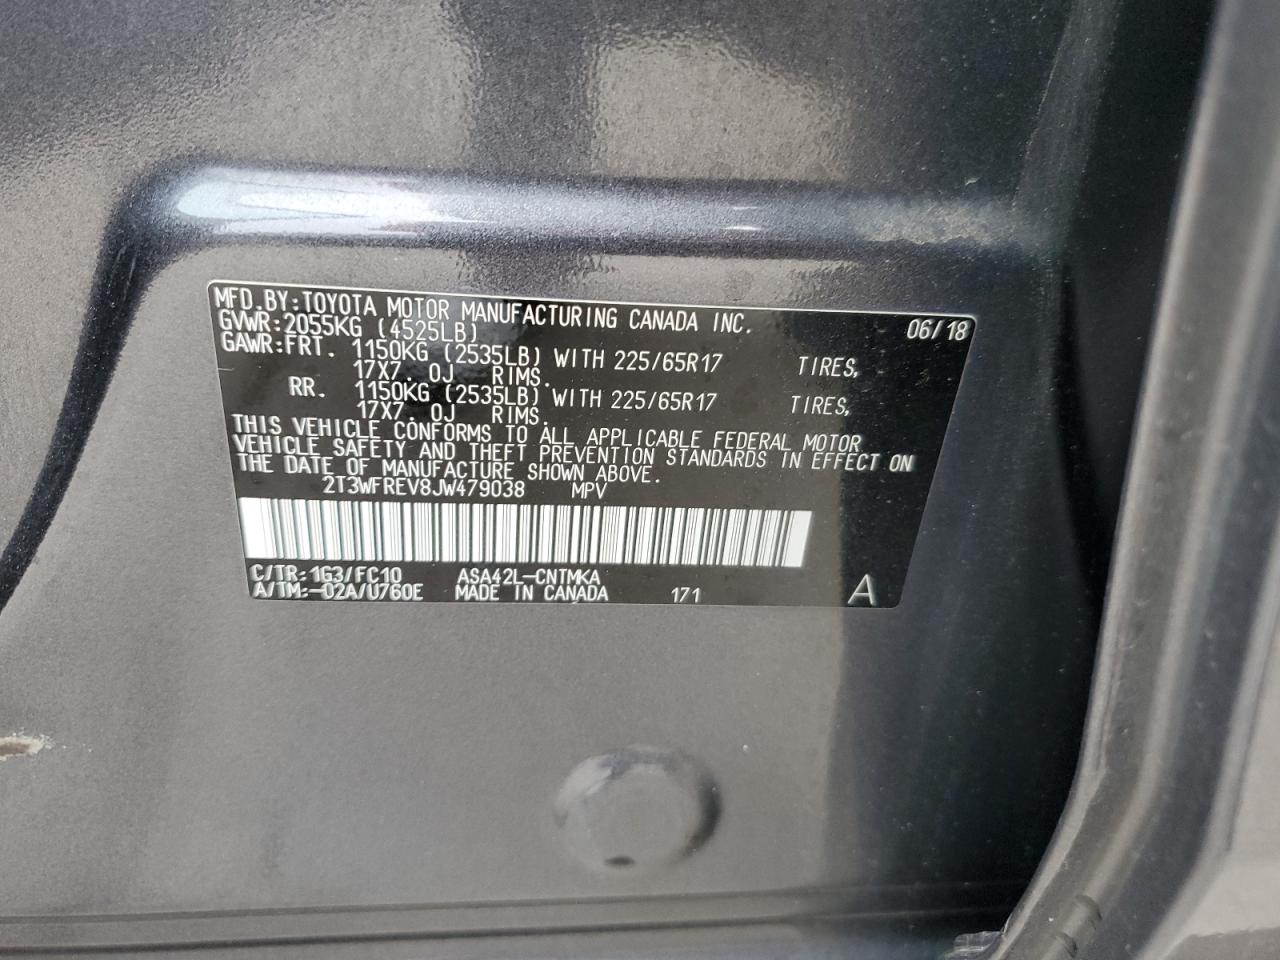 MFD.BY:TOYOTA MOTOR MANUFACTURING CANADA INC. 06/18
GVWR:2055KG (4525LB)
GAWR:FRT. 1150KG (2535LB) WITH 225/65R17 TIRES,
17X7. 0J RIMS.
RR. 1150KG (2535LB) WITH 225/65R17 TIRES,
17X7. 0J RIMS.
THIS VEHICLE CONFORMS TO ALL APPLICABLE FEDERAL MOTOR
VEHICLE SAFETY AND THEFT PREVENTION STANDARDS IN EFFECT ON
THE DATE OF MANUFACTURE SHOWN ABOVE.
2T3WFREV8JW479038 MPV
C/TR:1G3/FC10 ASA42L-CNTMKA
A/TM:-02A/U760E MADE IN CANADA 171 A